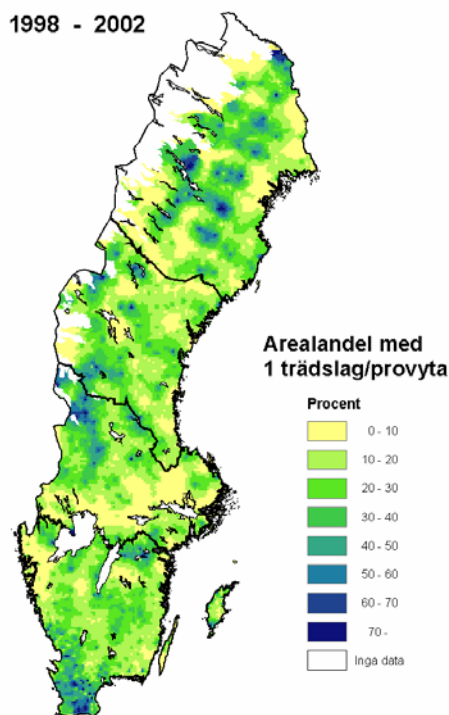 1998 - 2002
Arealandel med
1 trädslag/provyta
Procent
0 - 10
10 - 20
20 - 30
30 - 40
40 - 50
50 - 60
60 - 70
70 -
Inga data